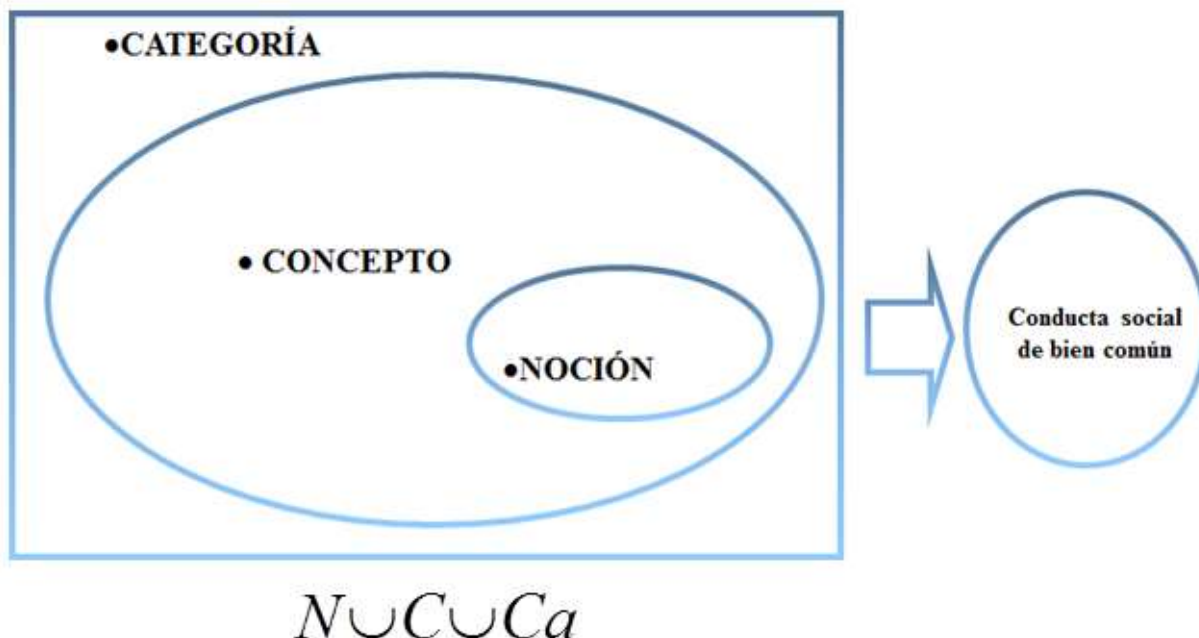 •CATEGORÍA
• CONCEPTO
•NOCIÓN
Conducta social
de bien común
N∪C∪Ca